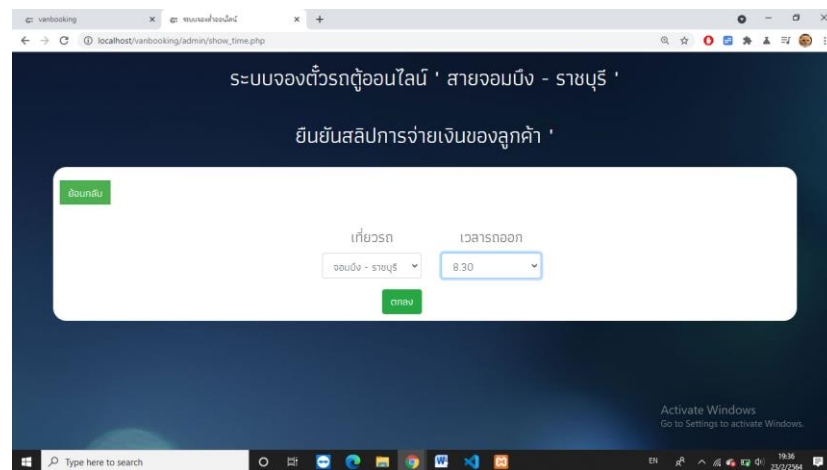 vanbooking
ระบบจองตั๋วออนไลน์
localhost/vanbooking/admin/show_time.php
ระบบจองตั๋วรถตู้ออนไลน์ ' สายจอมบึง - ราชบุรี '
ยืนยันสลิปการจ่ายเงินของลูกค้า '
ย้อนกลับ
เที่ยวรถ เวลารถออก
จอมบึง - ราชบุรี 8.30
ตกลง
Activate Windows
Go to Settings to activate Windows.
Type here to search
EN
19:36
23/2/2564